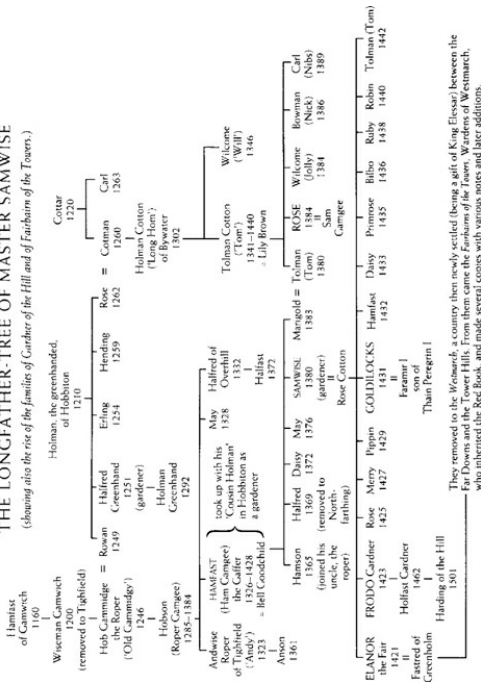 THE LONGFATHER-TREE OF MASTER SAMWISE
(showing also the rise of the families of Gardner of the Hill and of Fairbairn of the Towers.)
Hamfast
of Gamwich
1160
Wiseman Gamwich
1200
(removed to Tighfield)
Holman, the greenhanded,
of Hobbiton
1210
Cottar
1220
Hob Gammidge
the Roper
('Old Gammidgy')
1246
=
Rowan
1249
Halfred
Greenhand
1251
(gardener)
Erling
1254
Hending
1259
Rose
1262
=
Cotman
1260
Carl
1263
Hobson
(Roper Gamgee)
1285–1384
Holman
Greenhand
1292
Holman Cotton
('Long Hom')
of Bywater
1302
Andwise
Roper
of Tighfield
('Andy')
1323
HAMFAST
(Ham Gamgee)
the Gaffer
1326–1428
= Bell Goodchild
took up with his
'Cousin Holman'
in Hobbiton as
a gardener
May
1328
Halfred of
Overhill
1332
Tolman Cotton
('Tom')
1341–1440
= Lily Brown
Wilcome
('Will')
1346
Anson
1361
Halfast
1372
Hamson
1365
(joined his
uncle, the
roper)
Halfred
1369
(removed to
North-
farthing)
Daisy
1372
May
1376
SAMWISE
1380
(gardener)
=
Rose Cotton
Marigold
1383
=
Tolman
(Tom)
1380
ROSE
1384
=
Sam
Gamgee
Wilcome
(Jolly)
1384
Bowman
(Nick)
1386
Carl
(Nibs)
1389
ELANOR
the Fair
1421
=
Fastred of
Greenholm
FRODO Gardner
1423
Holfast Gardner
1462
Harding of the Hill
1501
Rose
1425
Merry
1427
Pippin
1429
GOLDILOCKS
1431
=
Faramir I
son of
Thain Peregrin I
Hamfast
1432
Daisy
1433
Primrose
1435
Bilbo
1436
Ruby
1438
Robin
1440
Tolman (Tom)
1442
They removed to the Westmarch, a country then newly settled (being a gift of King Elessar) between the
Far Downs and the Tower Hills. From them came the Fairbairns of the Towers, Wardens of Westmarch,
who inherited the Red Book, and made several copies with various notes and later additions.